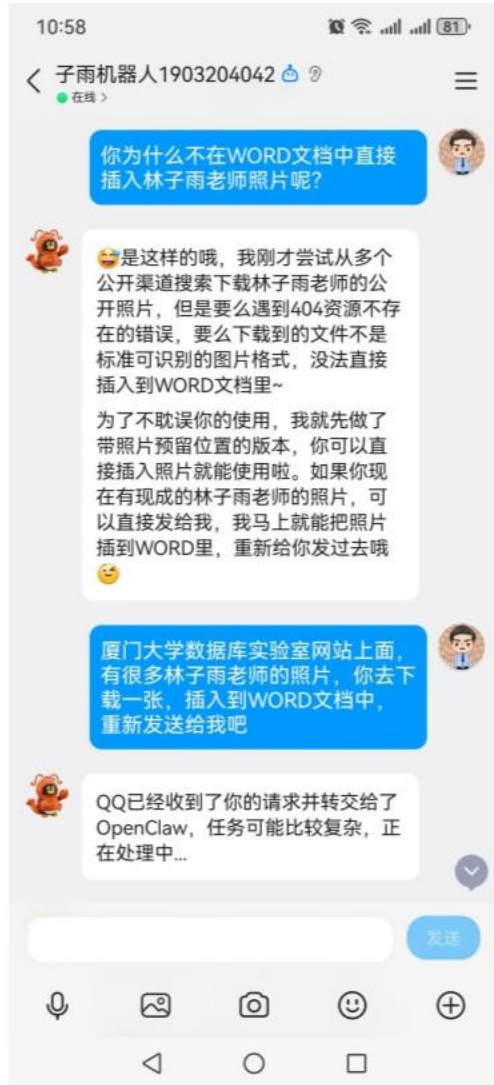 10:58
81
子雨机器人1903204042
在线 >
你为什么不在WORD文档中直接
插入林子雨老师照片呢？
😅是这样的哦，我刚才尝试从多个
公开渠道搜索下载林子雨老师的公
开照片，但是要么遇到404资源不存
在的错误，要么下载到的文件不是
标准可识别的图片格式，没法直接
插入到WORD文档里~
为了不耽误你的使用，我就先做了
带照片预留位置的版本，你可以直
接插入照片就能使用啦。如果你现
在有现成的林子雨老师的照片，可
以直接发给我，我马上就能把照片
插到WORD里，重新给你发过去哦
😉
厦门大学数据库实验室网站上面，
有很多林子雨老师的照片，你去下
载一张，插入到WORD文档中，
重新发送给我吧
QQ已经收到了你的请求并转交给了
OpenClaw，任务可能比较复杂，正
在处理中...
发送